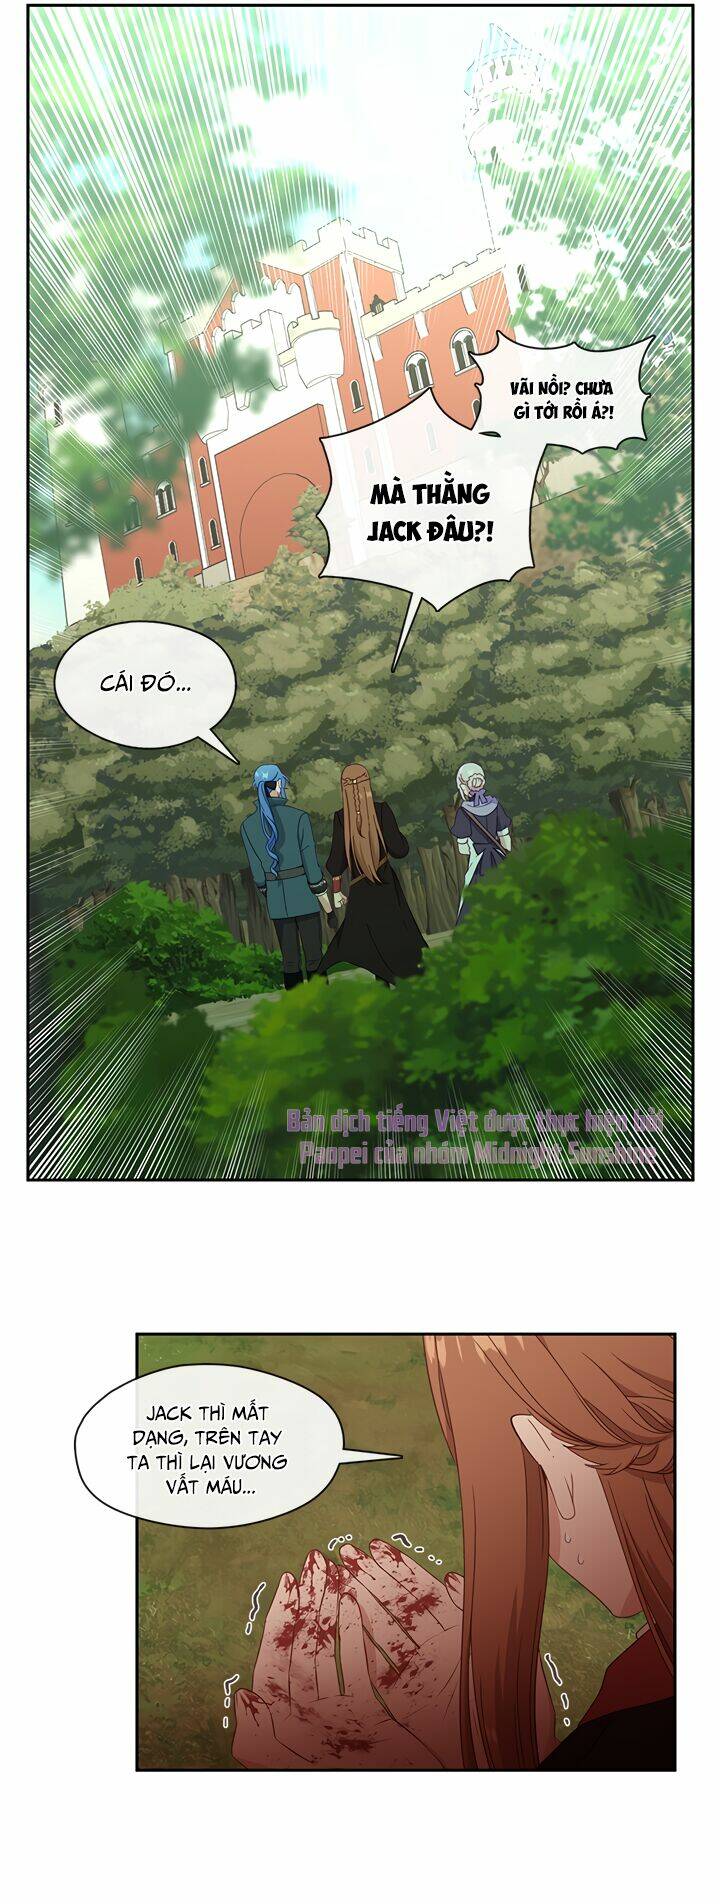 VÃI NỒI? CHƯA
GÌ TỚI RỒI Á?!
MÀ THẰNG
JACK ĐÂU?!
CÁI ĐÓ...
Bản dịch tiếng Việt được thực hiện bởi
Paopei của nhóm Midnight Sunshine
JACK THÌ MẤT
DẠNG, TRÊN TAY
TA THÌ LẠI VƯƠNG
VẤT MÁU...